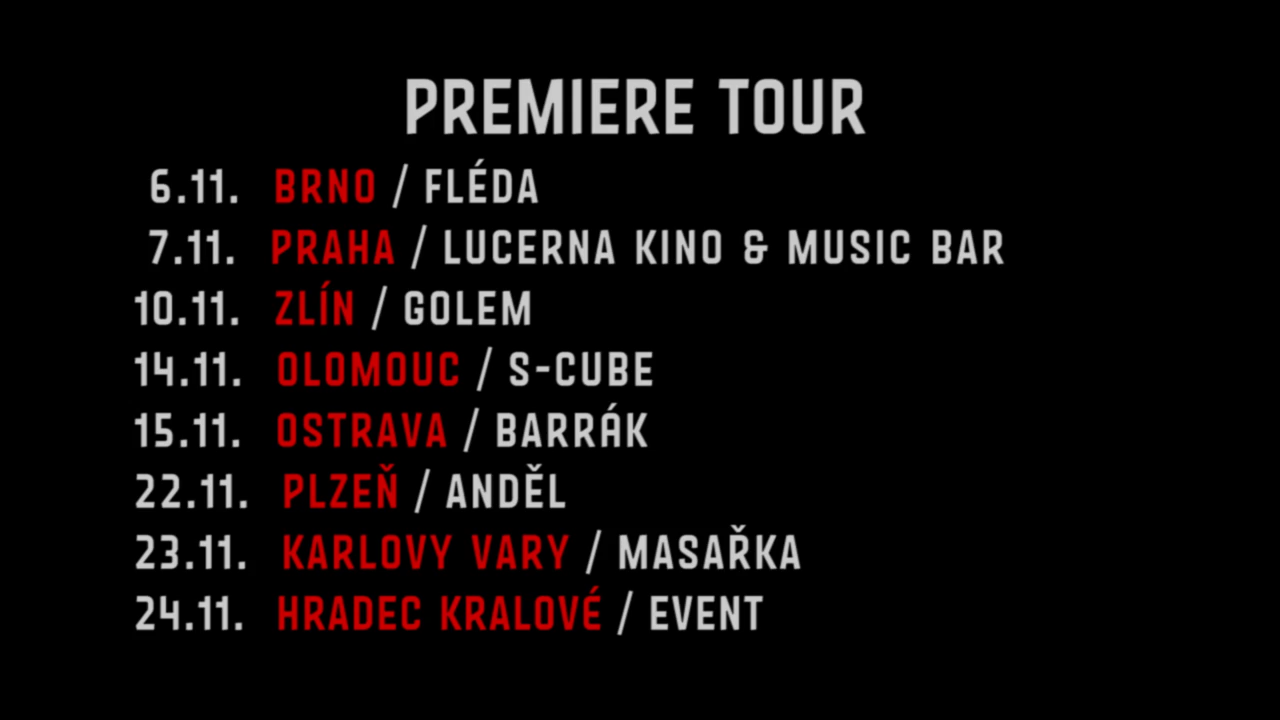 PREMIERE TOUR
6.11. BRNO / FLÉDA
7.11. PRAHA / LUCERNA KINO & MUSIC BAR
10.11. ZLÍN / GOLEM
14.11. OLOMOUC / S-CUBE
15.11. OSTRAVA / BARRÁK
22.11. PLZEŇ / ANDĚL
23.11. KARLOVY VARY / MASAŘKA
24.11. HRADEC KRALOVÉ / EVENT